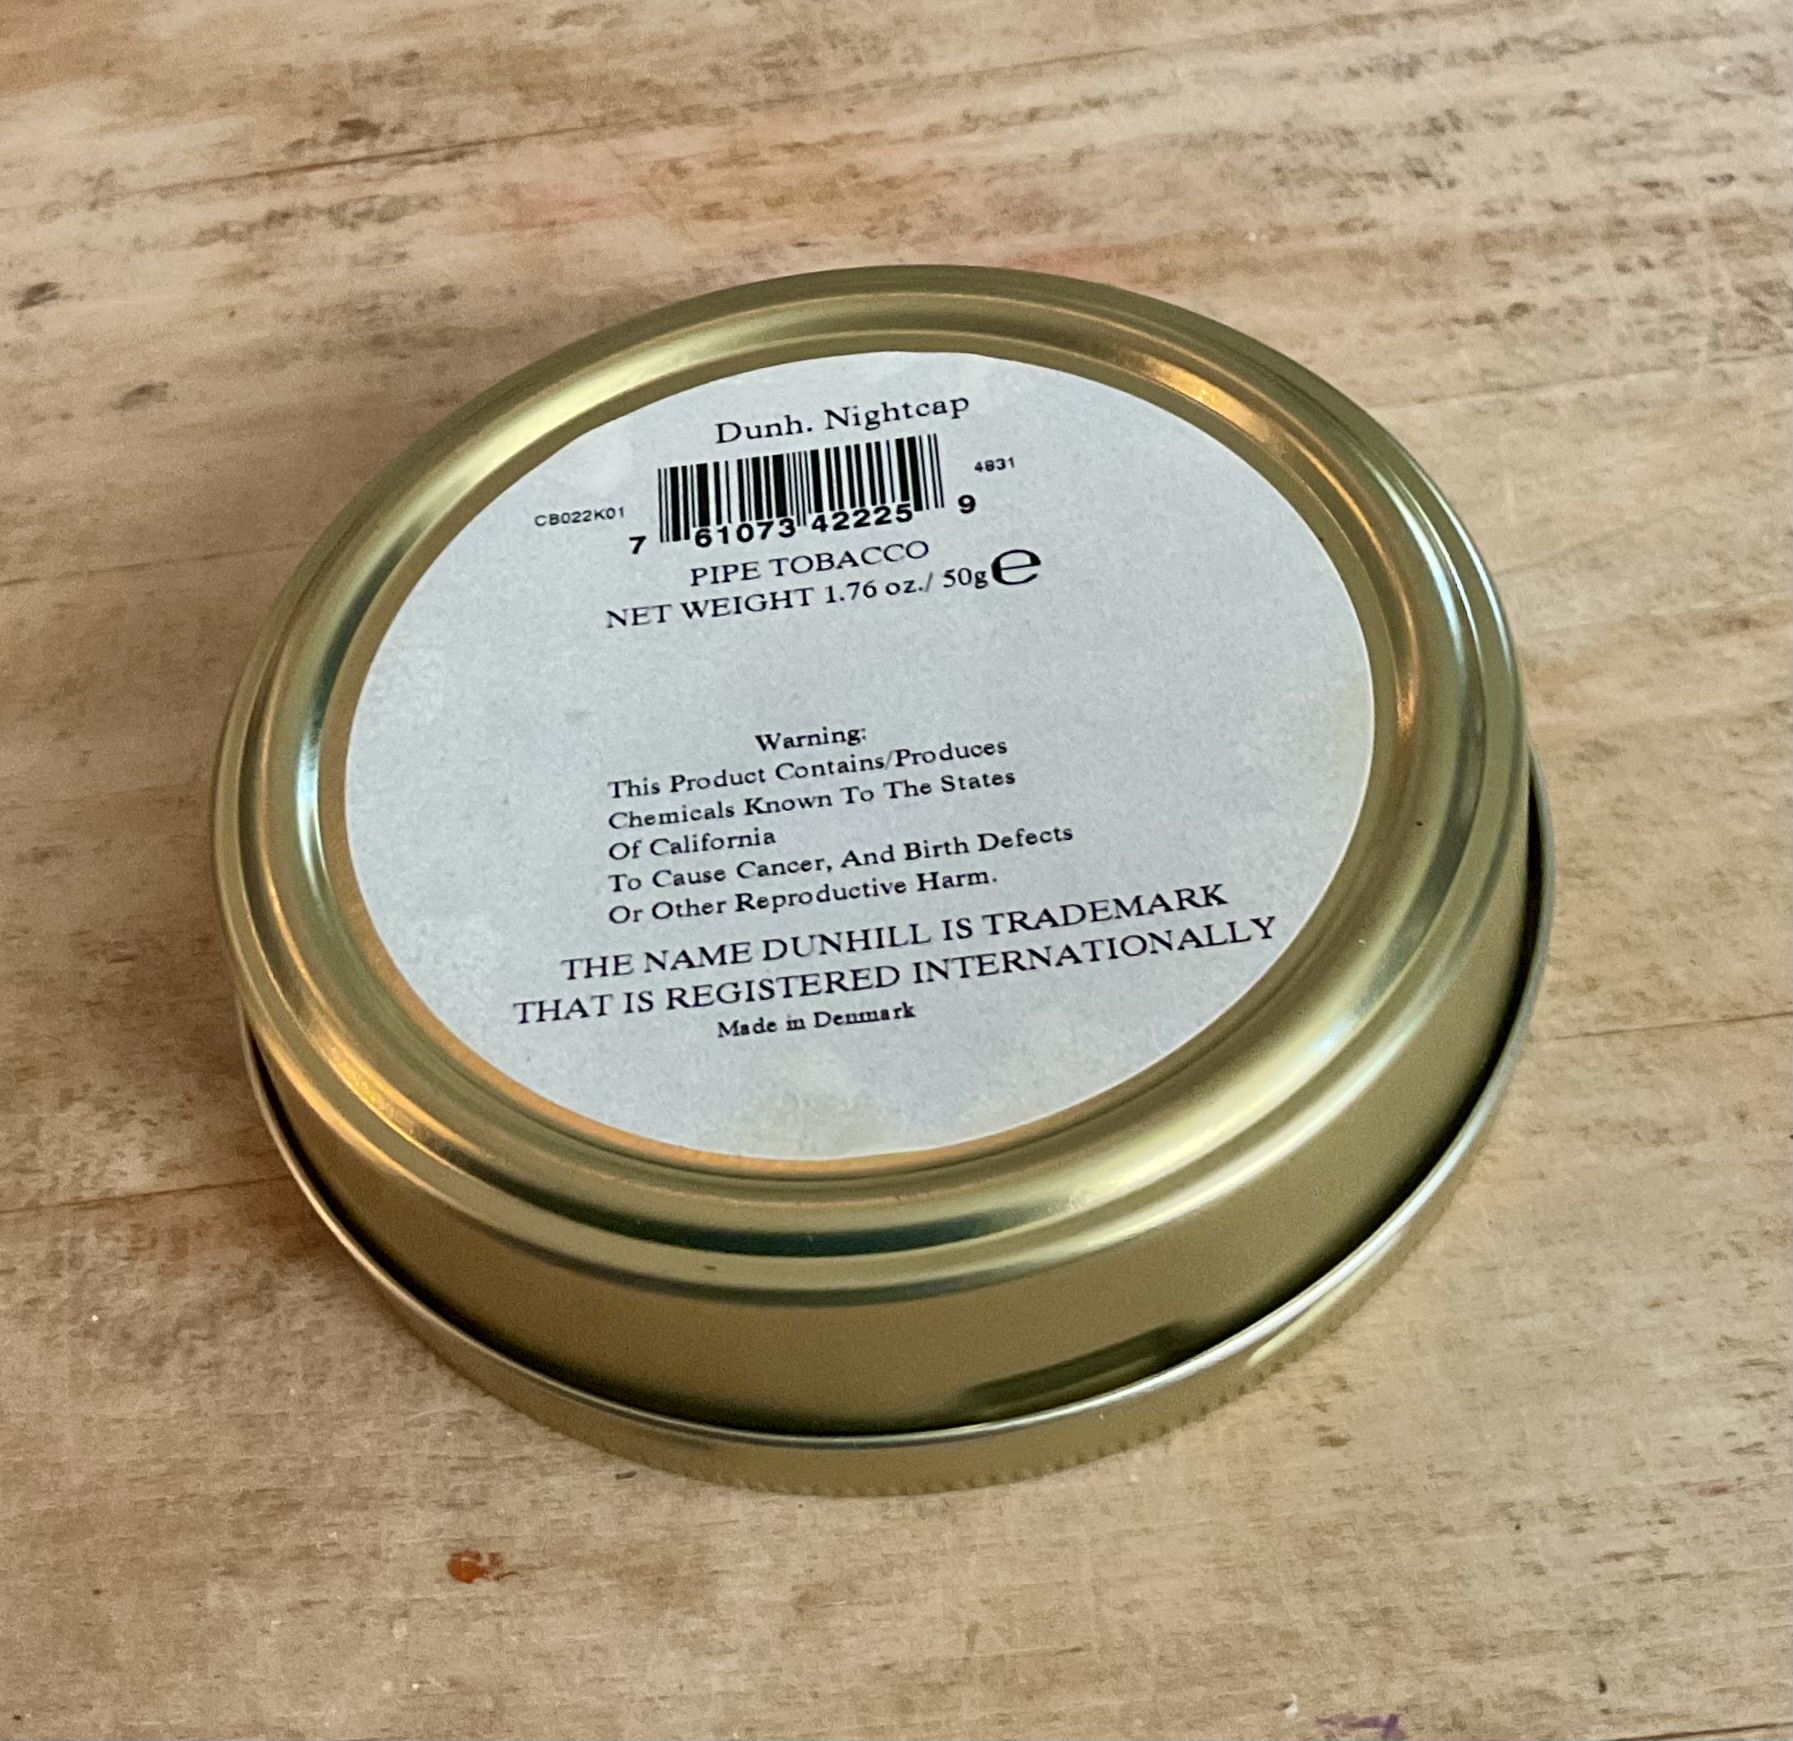 Dunh. Nightcap
4831
CB022K01
7 61073 42225 9
PIPE TOBACCO
NET WEIGHT 1.76 oz./ 50g℮
Warning:
This Product Contains/Produces
Chemicals Known To The States
Of California
To Cause Cancer, And Birth Defects
Or Other Reproductive Harm.
THE NAME DUNHILL IS TRADEMARK
THAT IS REGISTERED INTERNATIONALLY
Made in Denmark